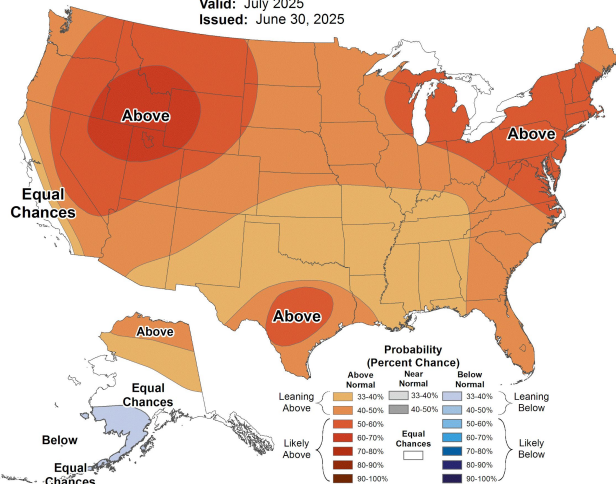 Valid: July 2025
Issued: June 30, 2025
Above
Above
Equal
Chances
Above
Above
Equal
Chances
Below
Equal
Chances
Probability
(Percent Chance)
Above
Normal
Near
Normal
Below
Normal
Leaning
Above
33-40%
40-50%
Likely
Above
50-60%
60-70%
70-80%
80-90%
90-100%
33-40%
40-50%
Equal
Chances
33-40%
40-50%
Leaning
Below
50-60%
60-70%
70-80%
80-90%
90-100%
Likely
Below